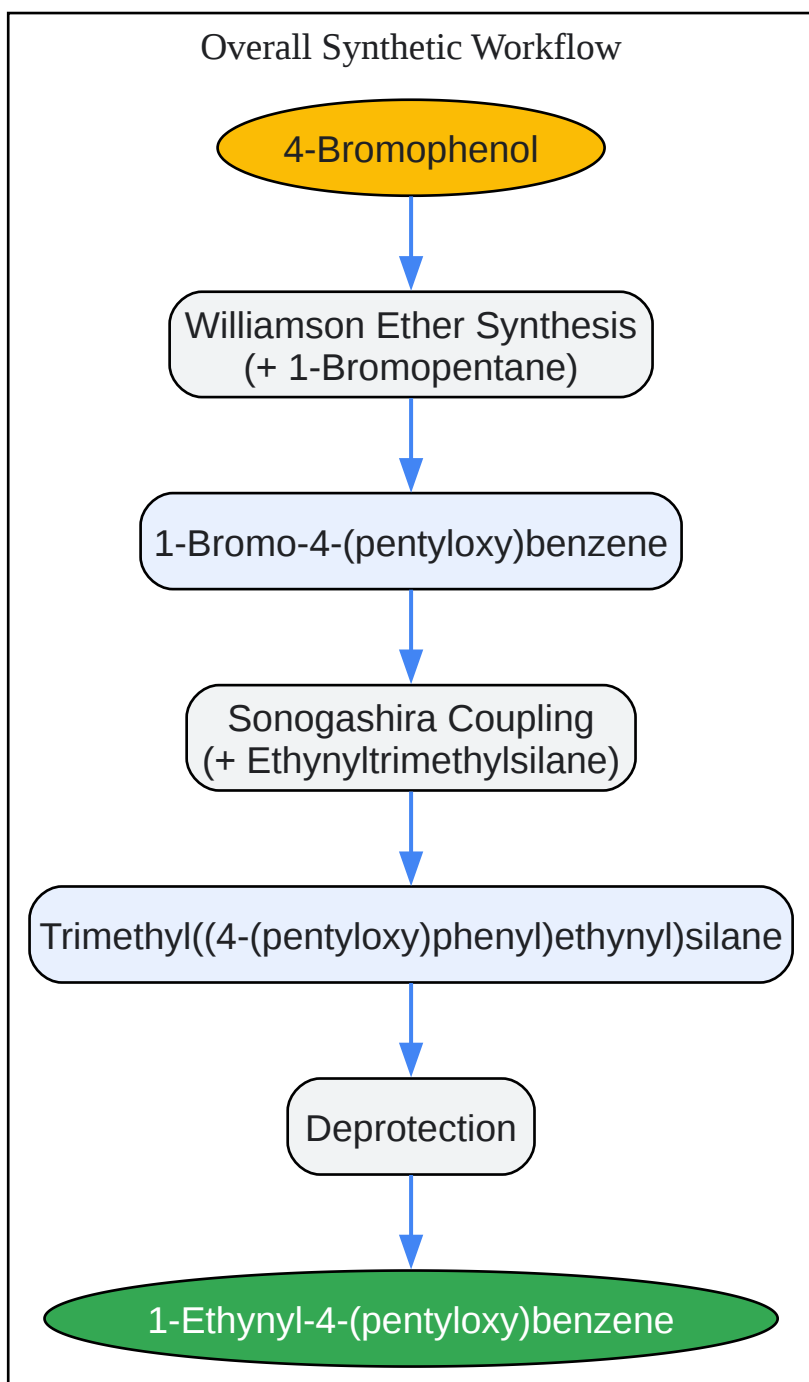 Overall Synthetic Workflow
4-Bromophenol
Williamson Ether Synthesis
(+ 1-Bromopentane)
1-Bromo-4-(pentyloxy)benzene
Sonogashira Coupling
(+ Ethynyltrimethylsilane)
Trimethyl((4-(pentyloxy)phenyl)ethynyl)silane
Deprotection
1-Ethynyl-4-(pentyloxy)benzene